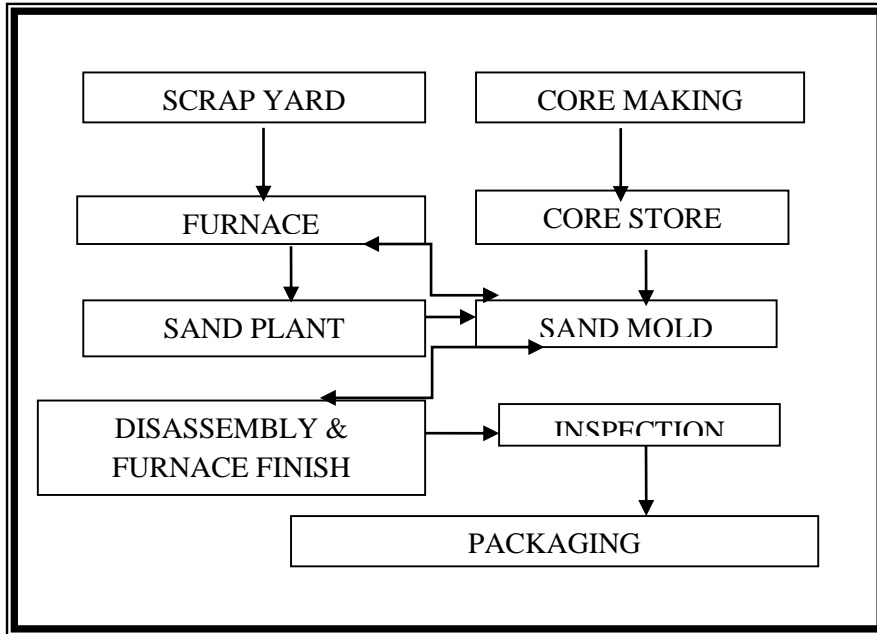 SCRAP YARD
CORE MAKING
FURNACE
CORE STORE
SAND PLANT
SAND MOLD
DISASSEMBLY &
FURNACE FINISH
INSPECTION
PACKAGING